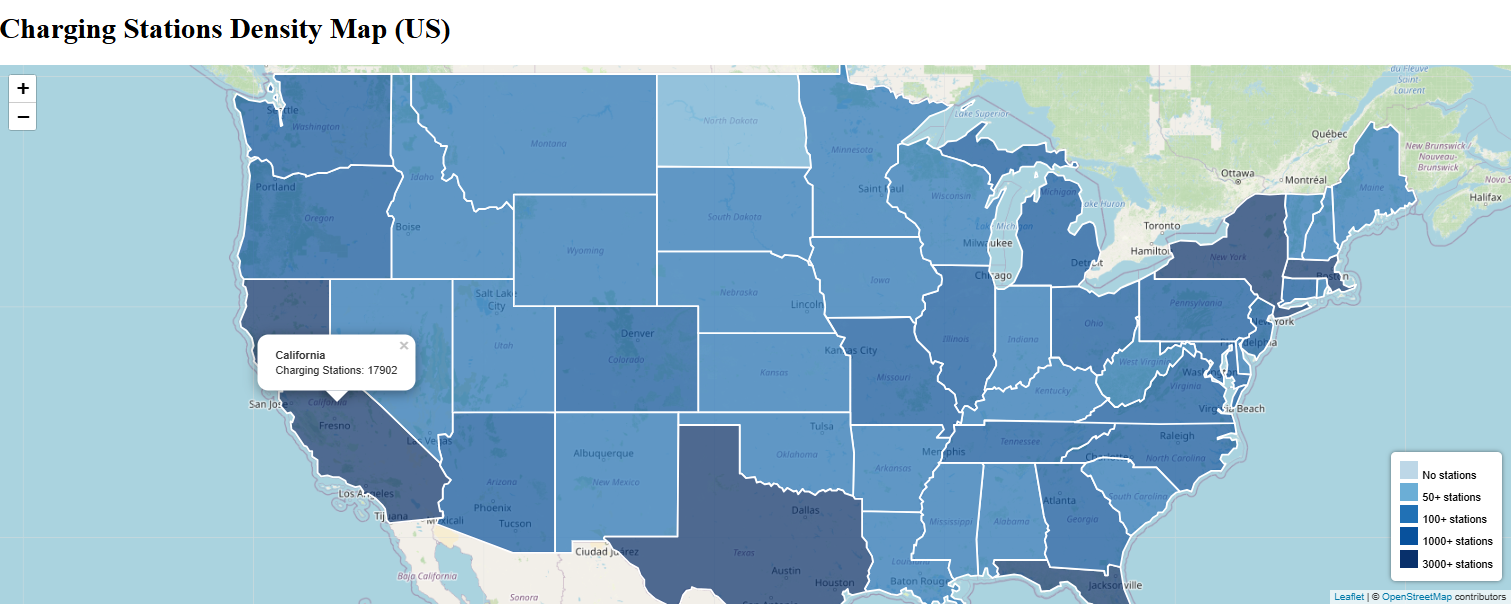 Charging Stations Density Map (US)
+
−
du Fleuve
Saint
Laurent
Québec
New Brunswick /
Nouveau-
Brunswick
Ottawa
Montréal
Halifax
Maine
Lake Superior
Toronto
Hamilton
New York
Boston
Washington
Portland
Oregon
Montana
Idaho
Boise
North Dakota
South Dakota
Minnesota
Saint Paul
Wisconsin
Michigan
Milwaukee
Chicago
Detroit
Wyoming
Nebraska
Lincoln
Iowa
Salt Lake
City
Utah
Denver
Colorado
Kansas
Kansas City
Missouri
Illinois
Indiana
Ohio
Pennsylvania
West Virginia
Virginia
Kentucky
Virginia Beach
California
Charging Stations: 17902
×
California
San Jose
Fresno
Las Vegas
Los Angeles
Tijuana
Mexicali
Arizona
Phoenix
Tucson
Albuquerque
New Mexico
Ciudad Juárez
Tulsa
Oklahoma
Arkansas
Memphis
Tennessee
Charlotte
Raleigh
North Carolina
South Carolina
Atlanta
Georgia
Alabama
Mississippi
Louisiana
Baton Rouge
Jacksonville
Dallas
Texas
Austin
Houston
Baja California
Sonora
No stations
50+ stations
100+ stations
1000+ stations
3000+ stations
Leaflet | © OpenStreetMap contributors